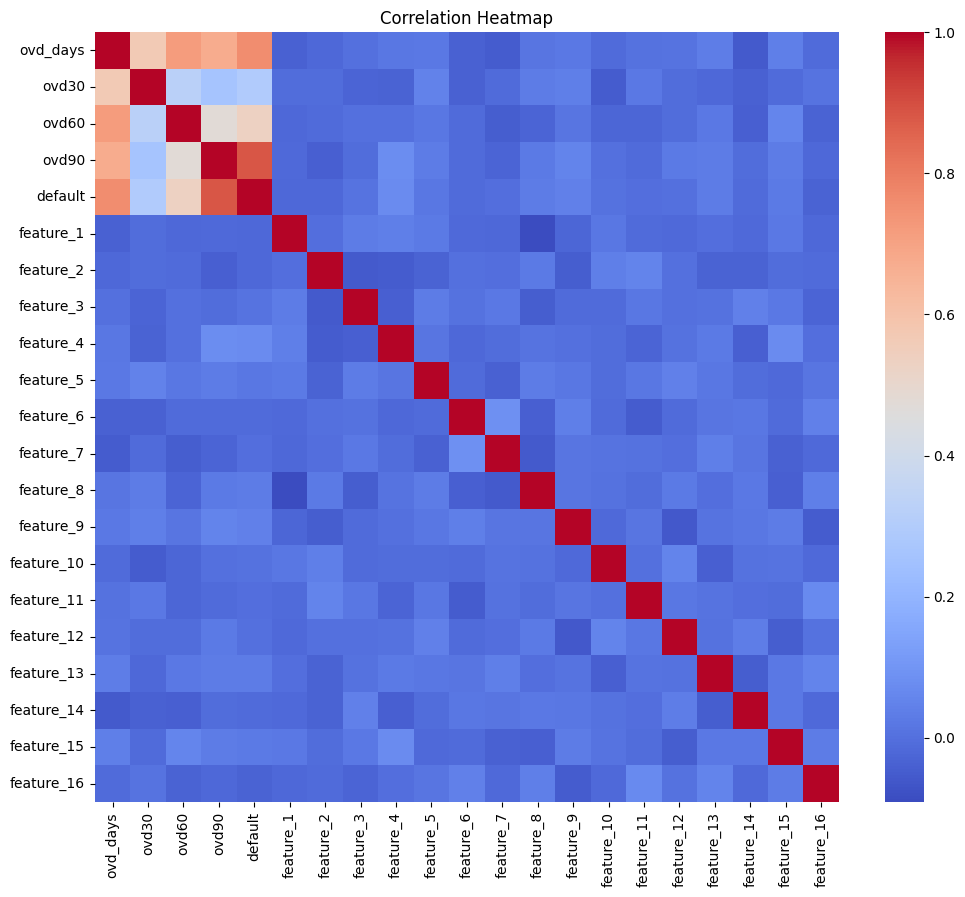 Correlation Heatmap
ovd_days
ovd30
ovd60
ovd90
default
feature_1
feature_2
feature_3
feature_4
feature_5
feature_6
feature_7
feature_8
feature_9
feature_10
feature_11
feature_12
feature_13
feature_14
feature_15
feature_16
ovd_days
ovd30
ovd60
ovd90
default
feature_1
feature_2
feature_3
feature_4
feature_5
feature_6
feature_7
feature_8
feature_9
feature_10
feature_11
feature_12
feature_13
feature_14
feature_15
feature_16
1.0
0.8
0.6
0.4
0.2
0.0